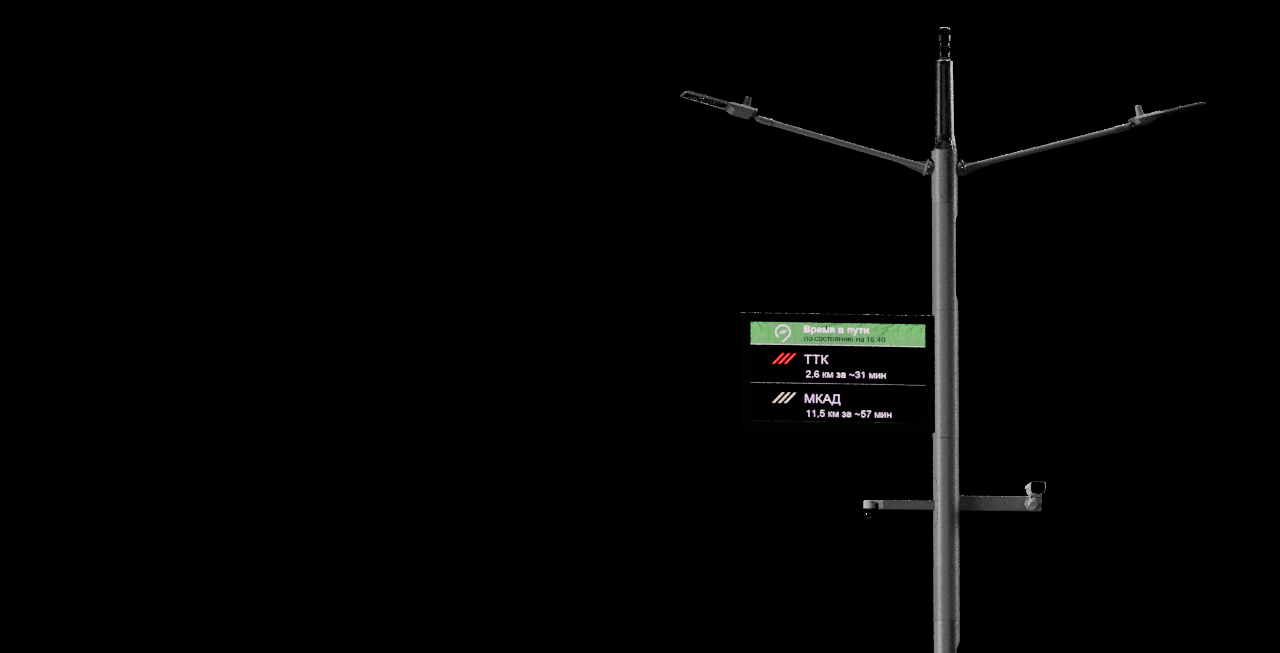 Время в пути
по состоянию на 16:40
ТТК
2,6 км за ~31 мин
МКАД
11,5 км за ~57 мин